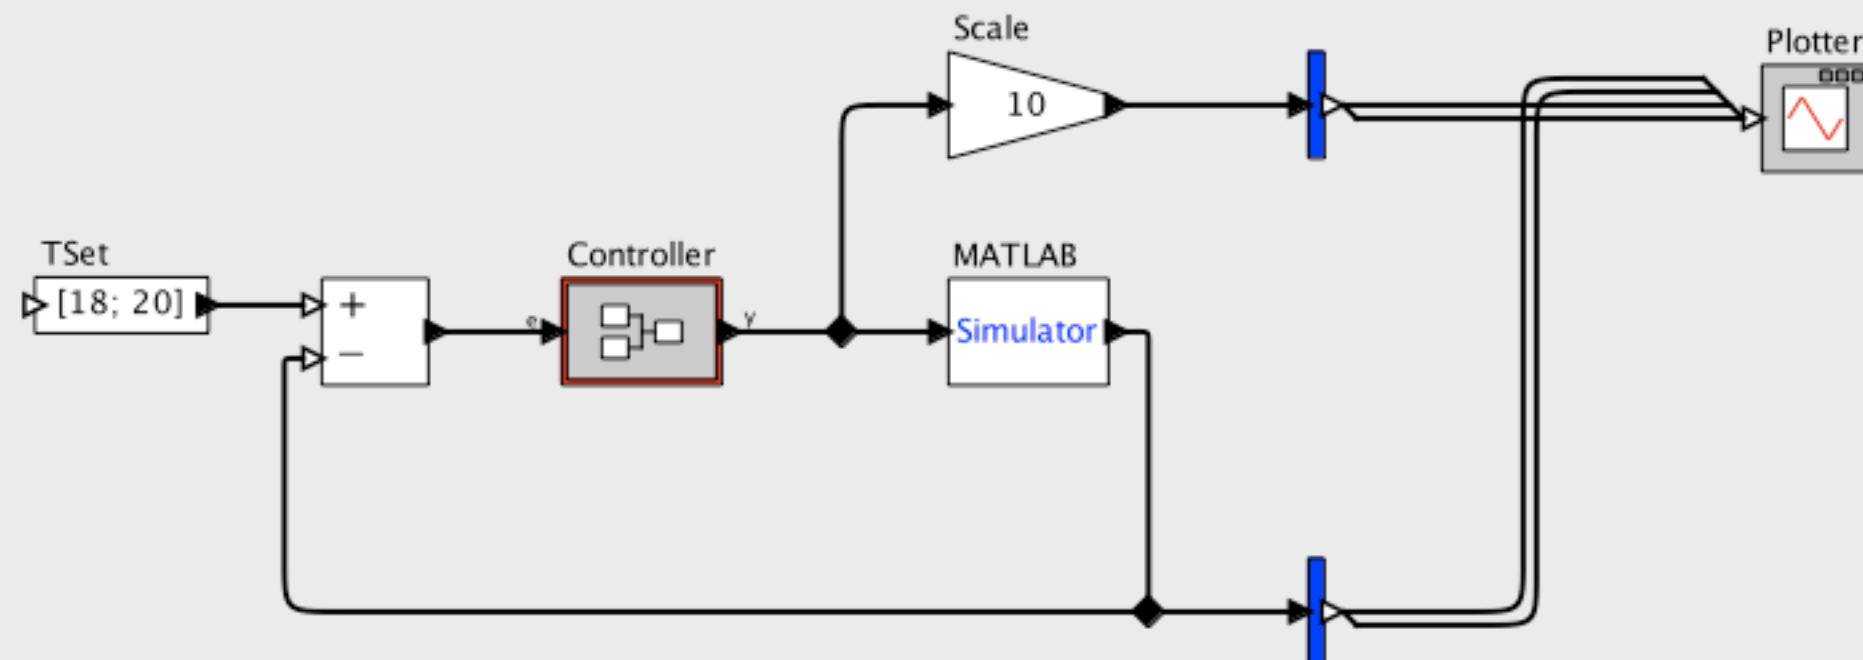 Scale
Plotter
10
TSet
Controller
MATLAB
[18; 20]
+
e
y
Simulator
−